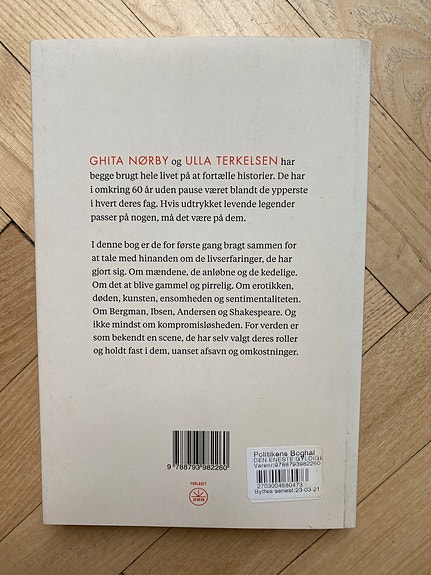 GHITA NØRBY og ULLA TERKELSEN har
begge brugt hele livet på at fortælle historier. De har
i omkring 60 år uden pause været blandt de ypperste
i hvert deres fag. Hvis udtrykket levende legender
passer på nogen, må det være på dem.
I denne bog er de for første gang bragt sammen for
at tale med hinanden om de livserfaringer, de har
gjort sig. Om mændene, de anløbne og de kedelige.
Om det at blive gammel og pirrelig. Om erotikken,
døden, kunsten, ensomheden og sentimentaliteten.
Om Bergman, Ibsen, Andersen og Shakespeare. Og
ikke mindst om kompromisløsheden. For verden er
som bekendt en scene, de har selv valgt deres roller
og holdt fast i dem, uanset afsavn og omkostninger.
9 788793 982260
FORLAGET
Politikens Boghal
DEN ENESTE GYLDIGE
Varenr:9788793982260
2703004680473
Byttes senest:23-03-21